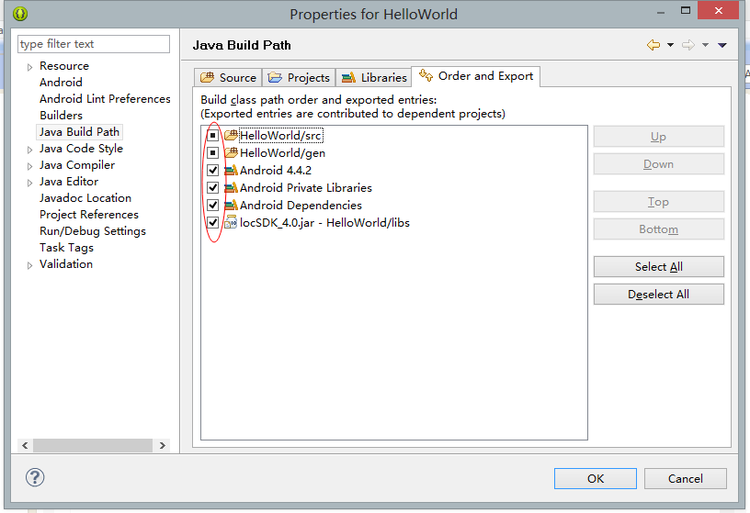 Properties for HelloWorld
type filter text
Java Build Path
Resource
Android
Android Lint Preferences
Builders
Java Build Path
Java Code Style
Java Compiler
Java Editor
Javadoc Location
Project References
Run/Debug Settings
Task Tags
Validation
Source Projects Libraries Order and Export
Build class path order and exported entries:
(Exported entries are contributed to dependent projects)
HelloWorld/src
HelloWorld/gen
Android 4.4.2
Android Private Libraries
Android Dependencies
locSDK_4.0.jar - HelloWorld/libs
Up
Down
Top
Bottom
Select All
Deselect All
OK Cancel